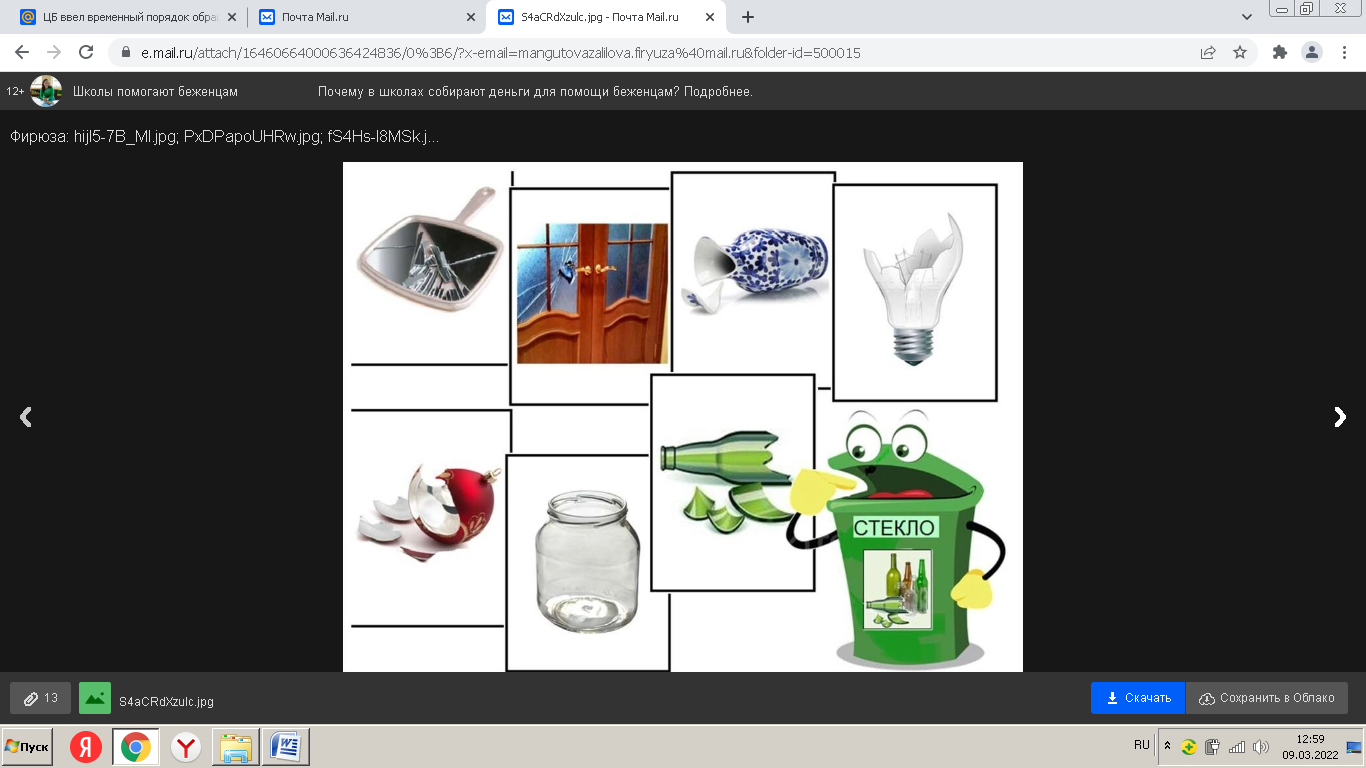 ЦБ ввел временный порядок обра
Почта Mail.ru
S4aCRdXzulc.jpg - Почта Mail.ru
e.mail.ru/attach/16460664000636424836/0%3B6/?x-email=mangutovazalilova.firyuza%40mail.ru&folder-id=500015
12+ Школы помогают беженцам Почему в школах собирают деньги для помощи беженцам? Подробнее.
Фирюза: hijl5-7B_MI.jpg; PxDPapoUHRw.jpg; fS4Hs-I8MSk.j...
СТЕКЛО
13
S4aCRdXzulc.jpg
Скачать
Сохранить в Облако
Пуск
RU
12:59
09.03.2022